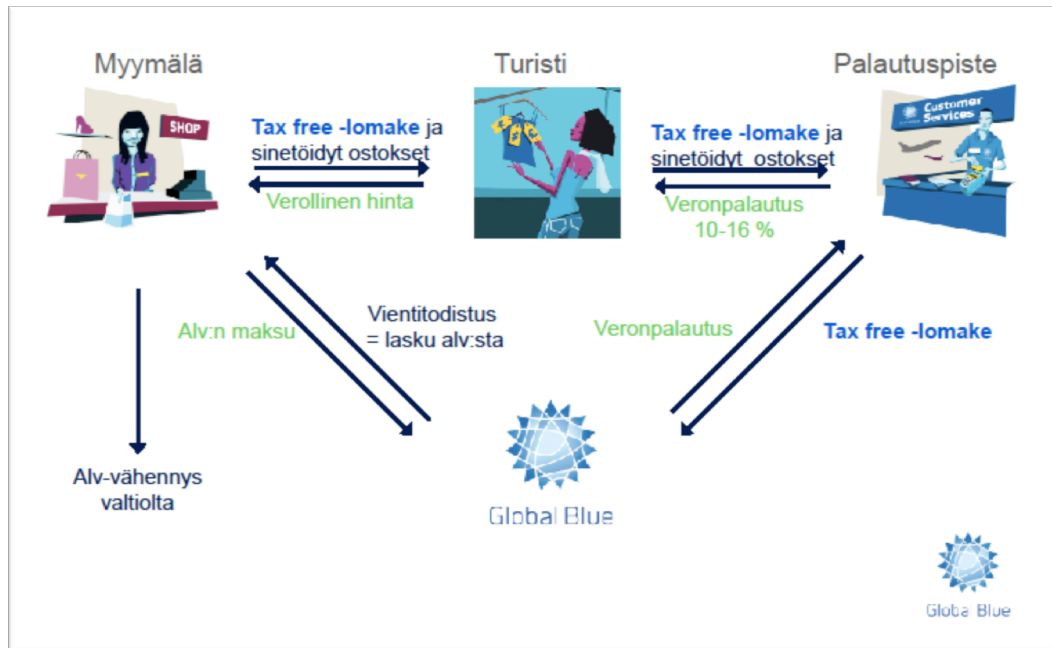 Myymälä
Turisti
Palautuspiste
SHOP
Customer
Services
Tax free -lomake ja
sinetöidyt ostokset
Verollinen hinta
Tax free -lomake ja
sinetöidyt ostokset
Veronpalautus
10-16 %
Alv:n maksu
Vientitodistus
= lasku alv:sta
Veronpalautus
Tax free -lomake
Alv-vähennys
valtiolta
Global Blue
Global Blue